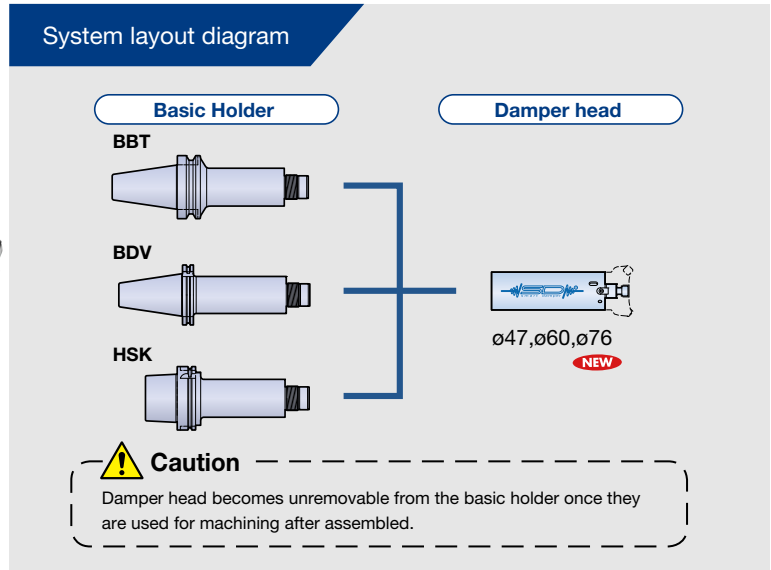 System layout diagram
Basic Holder
Damper head
BBT
BDV
HSK
ø47,ø60,ø76
NEW
Caution
Damper head becomes unremovable from the basic holder once they
are used for machining after assembled.